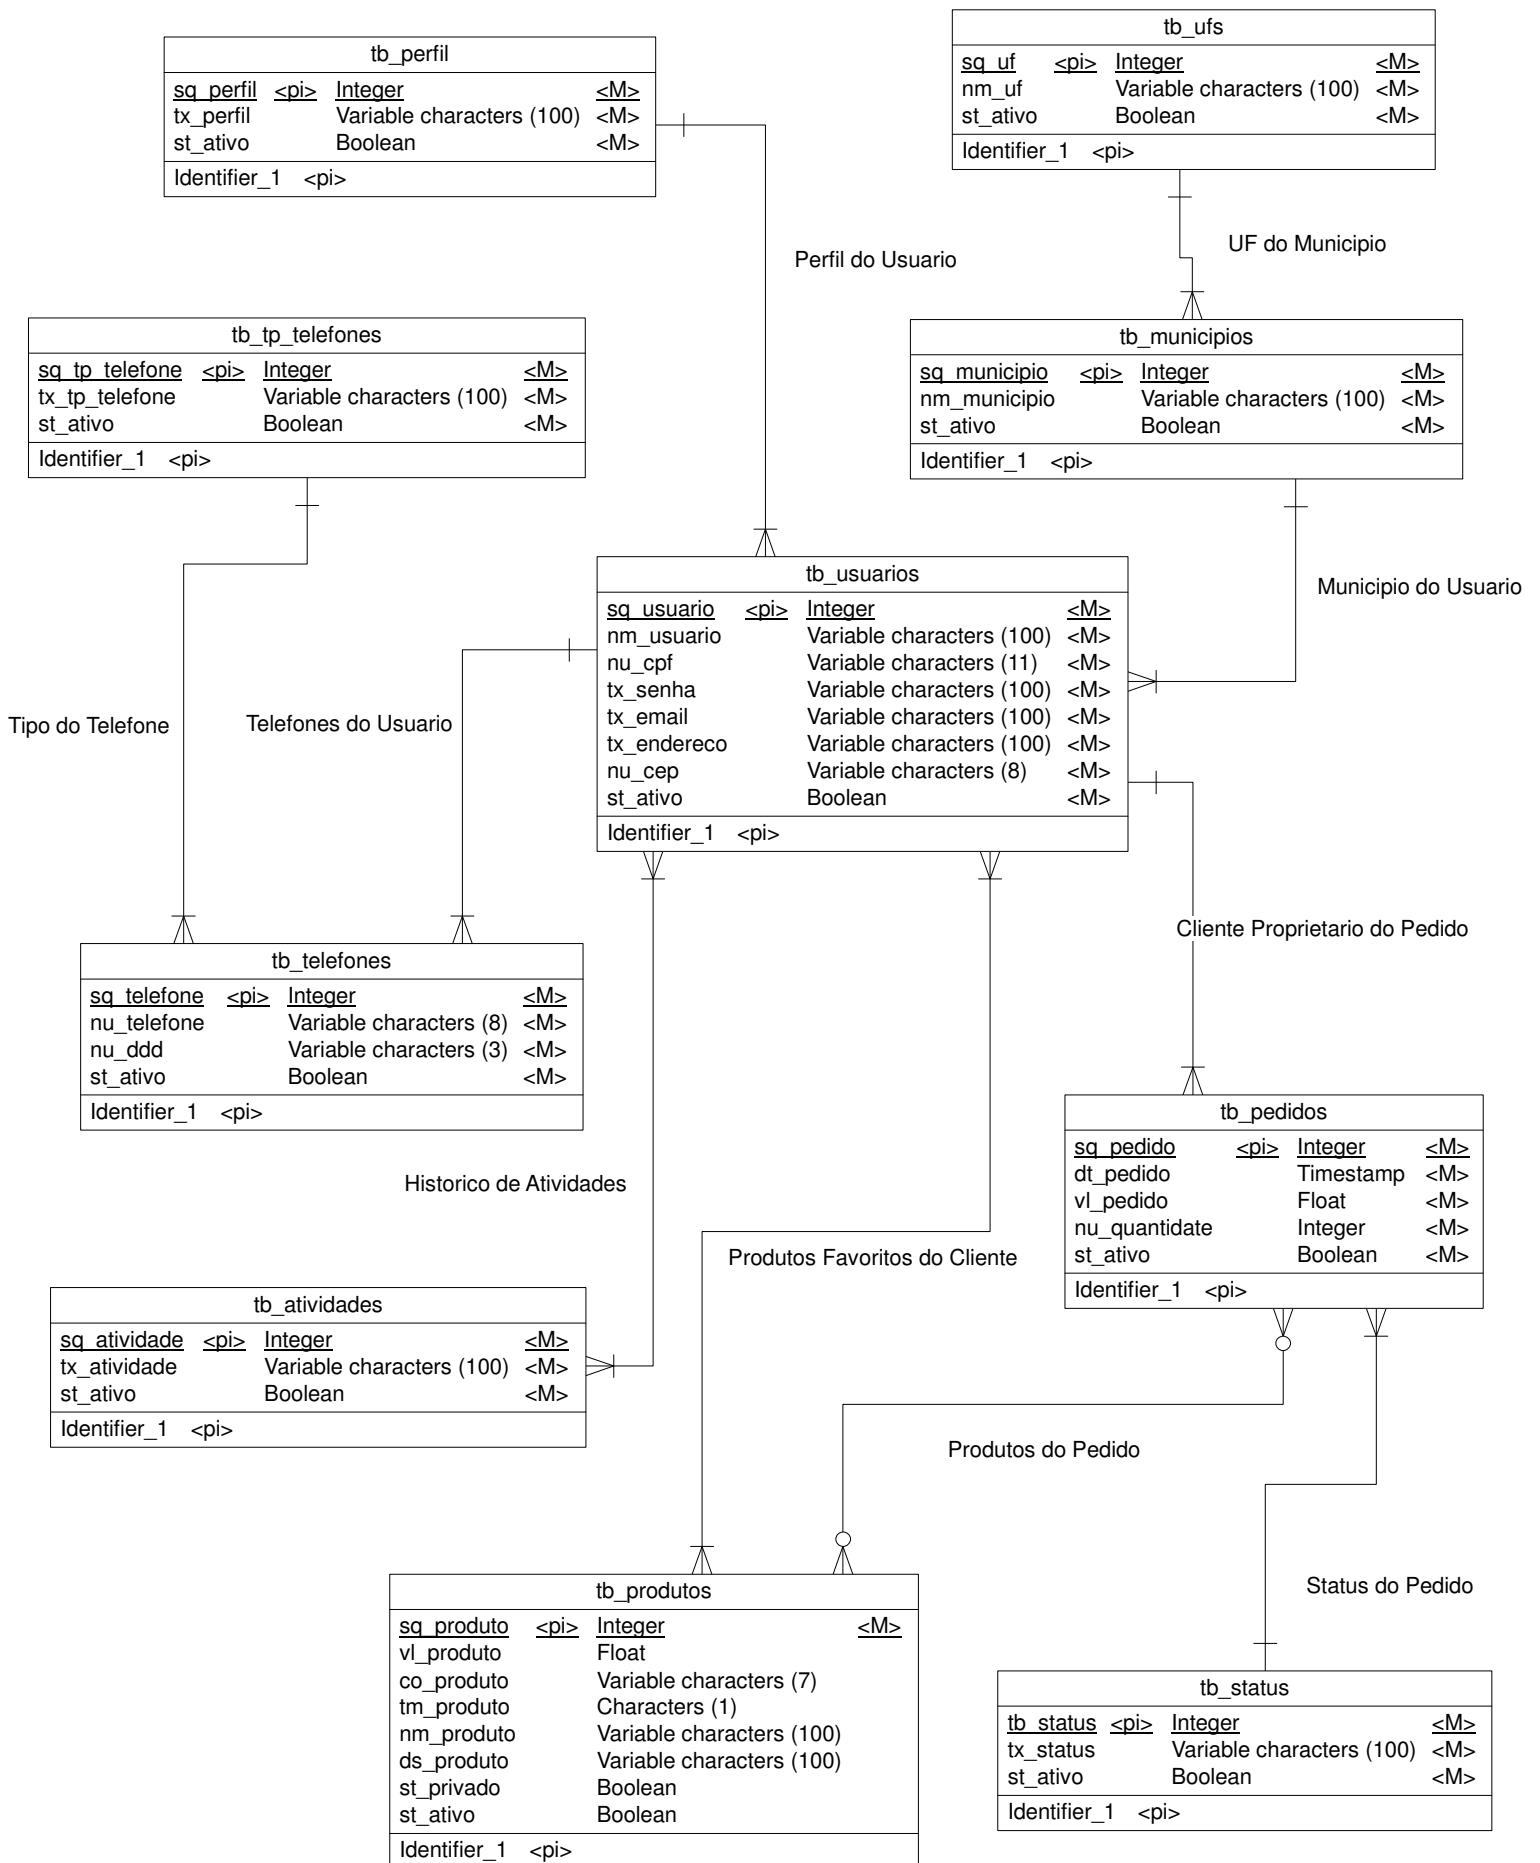 tb_perfil
sq_perfil <pi> Integer <M>
tx_perfil Variable characters (100) <M>
st_ativo Boolean <M>
Identifier_1 <pi>
tb_ufs
sq_uf <pi> Integer <M>
nm_uf Variable characters (100) <M>
st_ativo Boolean <M>
Identifier_1 <pi>
Perfil do Usuario
UF do Municipio
tb_tp_telefones
sq_tp_telefone <pi> Integer <M>
tx_tp_telefone Variable characters (100) <M>
st_ativo Boolean <M>
Identifier_1 <pi>
tb_municipios
sq_municipio <pi> Integer <M>
nm_municipio Variable characters (100) <M>
st_ativo Boolean <M>
Identifier_1 <pi>
tb_usuarios
sq_usuario <pi> Integer <M>
nm_usuario Variable characters (100) <M>
nu_cpf Variable characters (11) <M>
tx_senha Variable characters (100) <M>
tx_email Variable characters (100) <M>
tx_endereco Variable characters (100) <M>
nu_cep Variable characters (8) <M>
st_ativo Boolean <M>
Identifier_1 <pi>
Municipio do Usuario
Tipo do Telefone
Telefones do Usuario
Cliente Proprietario do Pedido
tb_telefones
sq_telefone <pi> Integer <M>
nu_telefone Variable characters (8) <M>
nu_ddd Variable characters (3) <M>
st_ativo Boolean <M>
Identifier_1 <pi>
tb_pedidos
sq_pedido <pi> Integer <M>
dt_pedido Timestamp <M>
vl_pedido Float <M>
nu_quantidate Integer <M>
st_ativo Boolean <M>
Identifier_1 <pi>
Historico de Atividades
Produtos Favoritos do Cliente
tb_atividades
sq_atividade <pi> Integer <M>
tx_atividade Variable characters (100) <M>
st_ativo Boolean <M>
Identifier_1 <pi>
Produtos do Pedido
Status do Pedido
tb_produtos
sq_produto <pi> Integer <M>
vl_produto Float
co_produto Variable characters (7)
tm_produto Characters (1)
nm_produto Variable characters (100)
ds_produto Variable characters (100)
st_privado Boolean
st_ativo Boolean
Identifier_1 <pi>
tb_status
tb_status <pi> Integer <M>
tx_status Variable characters (100) <M>
st_ativo Boolean <M>
Identifier_1 <pi>